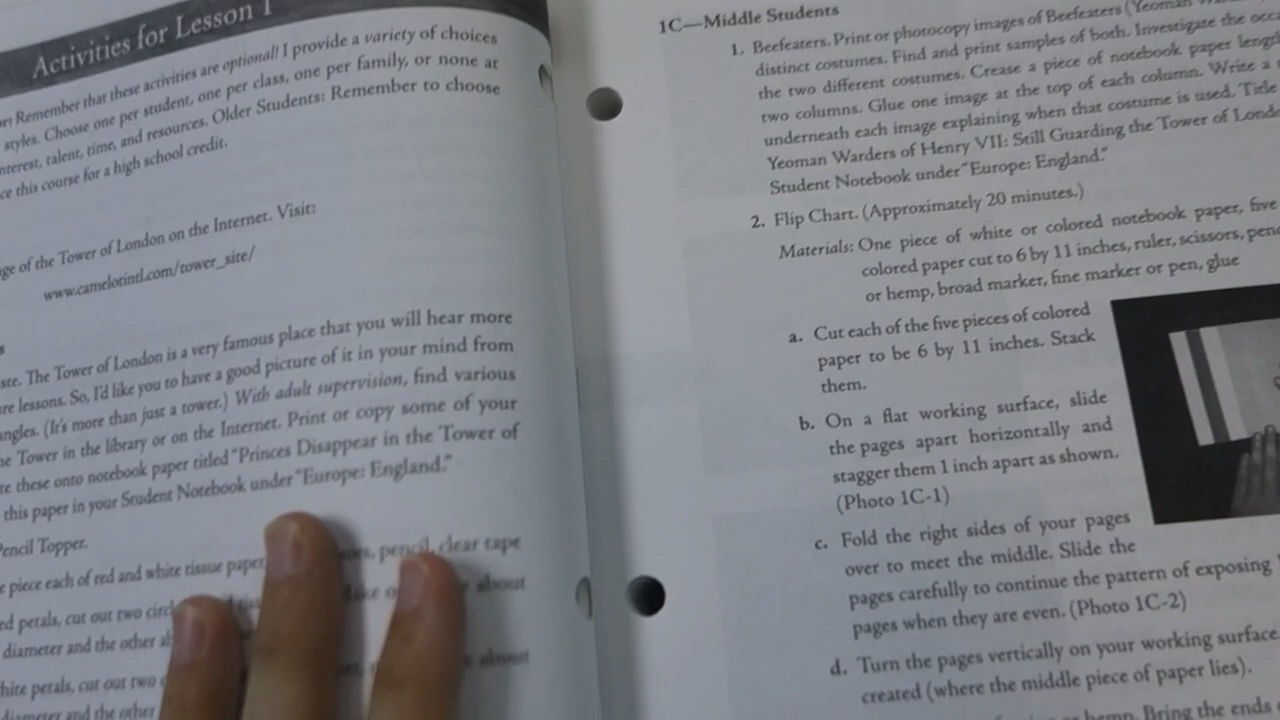 Activities for Lesson 1
Remember that these activities are optional! I provide a variety of choices
styles. Choose one per student, one per class, one per family, or none at
interest, talent, time, and resources. Older Students: Remember to choose
this course for a high school credit.
of the Tower of London on the Internet. Visit:
www.camelotintl.com/tower_site/
The Tower of London is a very famous place that you will hear more
lessons. So, I'd like you to have a good picture of it in your mind from
angles. (It's more than just a tower.) With adult supervision, find various
Tower in the library or on the Internet. Print or copy some of your
these onto notebook paper titled "Princes Disappear in the Tower of
this paper in your Student Notebook under "Europe: England."
Pencil Topper.
piece each of red and white tissue paper, pencil, clear tape
petals, cut out two about
diameter and the other
petals, cut out two about
diameter and the other
1C—Middle Students
1. Beefeaters. Print or photocopy images of Beefeaters (Yeoman
distinct costumes. Find and print samples of both. Investigate the
the two different costumes. Crease a piece of notebook paper
two columns. Glue one image at the top of each column. Write a
underneath each image explaining when that costume is used. Title
Yeoman Warders of Henry VII: Still Guarding the Tower of
Student Notebook under "Europe: England."
2. Flip Chart. (Approximately 20 minutes.)
Materials: One piece of white or colored notebook paper, five
colored paper cut to 6 by 11 inches, ruler, scissors,
or hemp, broad marker, fine marker or pen, glue
a. Cut each of the five pieces of colored
paper to be 6 by 11 inches. Stack
them.
b. On a flat working surface, slide
the pages apart horizontally and
stagger them 1 inch apart as shown.
(Photo 1C-1)
c. Fold the right sides of your pages
over to meet the middle. Slide the
pages carefully to continue the pattern of exposing
pages when they are even. (Photo 1C-2)
d. Turn the pages vertically on your working surface.
created (where the middle piece of paper lies).
or hemp. Bring the ends